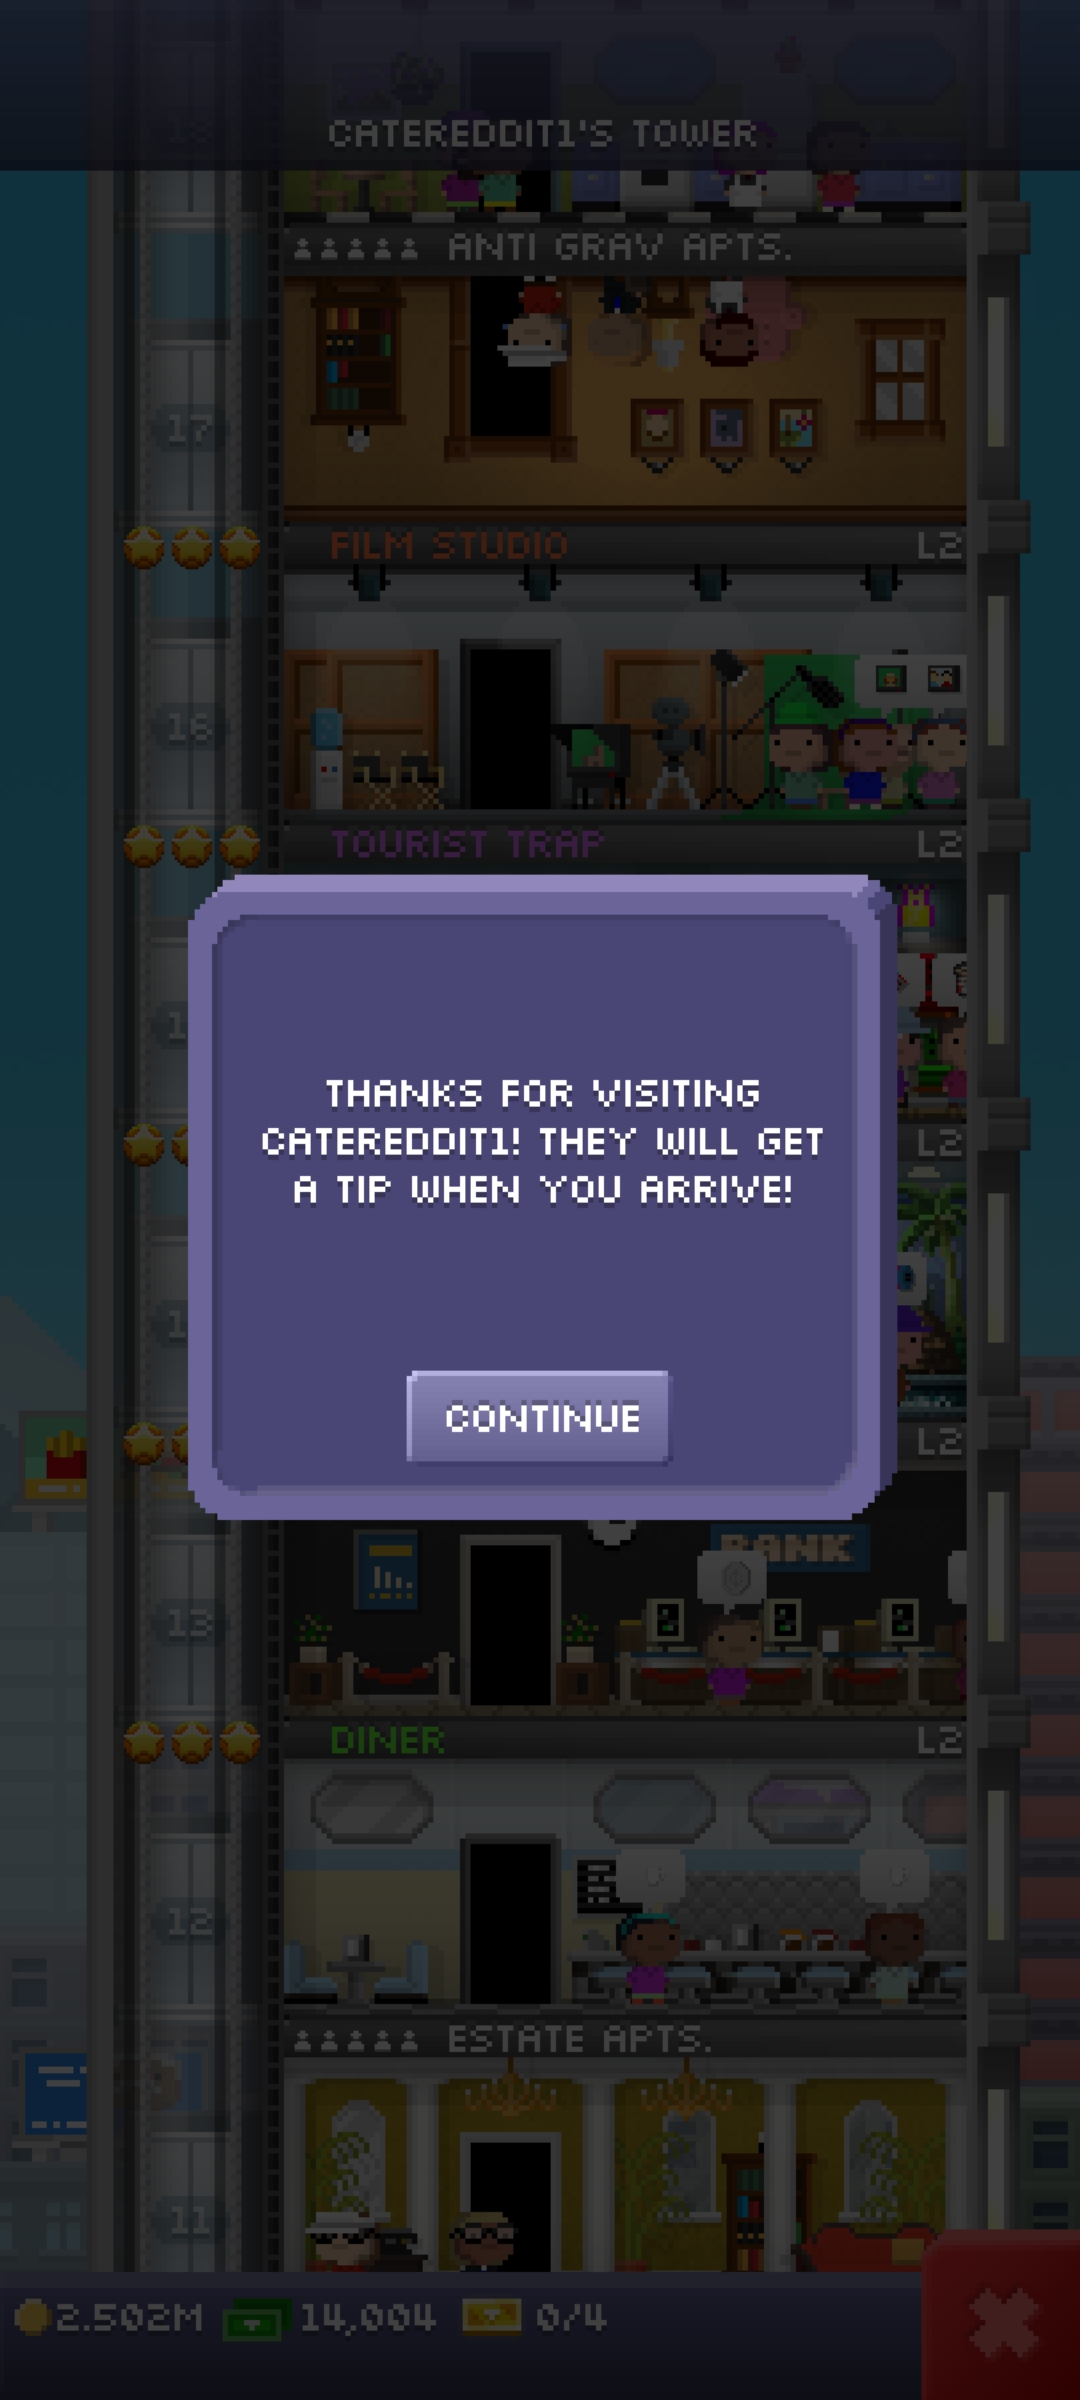 CATEREDDIT1'S TOWER
ANTI GRAV APTS.
17
FILM STUDIO L2
16
TOURIST TRAP L2
THANKS FOR VISITING
CATEREDDIT1! THEY WILL GET
A TIP WHEN YOU ARRIVE!
CONTINUE
L2
L2
BANK
13
DINER L2
12
ESTATE APTS.
11
2.502M 14,004 0/4